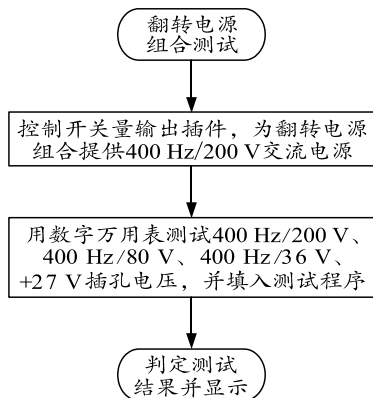 翻转电源
组合测试
控制开关量输出插件，为翻转电源
组合提供400 Hz/200 V交流电源
用数字万用表测试400 Hz/200 V、
400 Hz/80 V、400 Hz/36 V、
+27 V插孔电压，并填入测试程序
判定测试
结果并显示